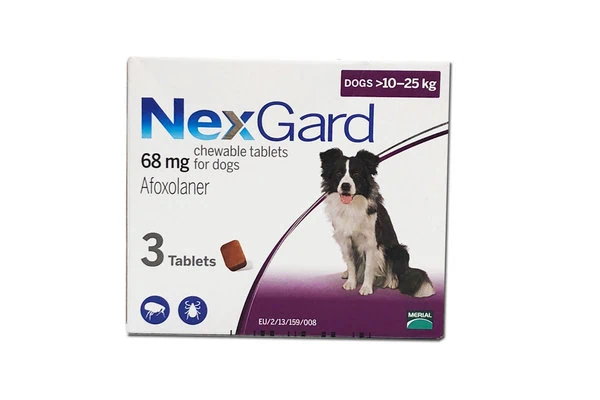 DOGS >10–25 kg
NexGard
chewable tablets
68 mg for dogs
Afoxolaner
3 Tablets
EU/2/13/159/008
MERIAL